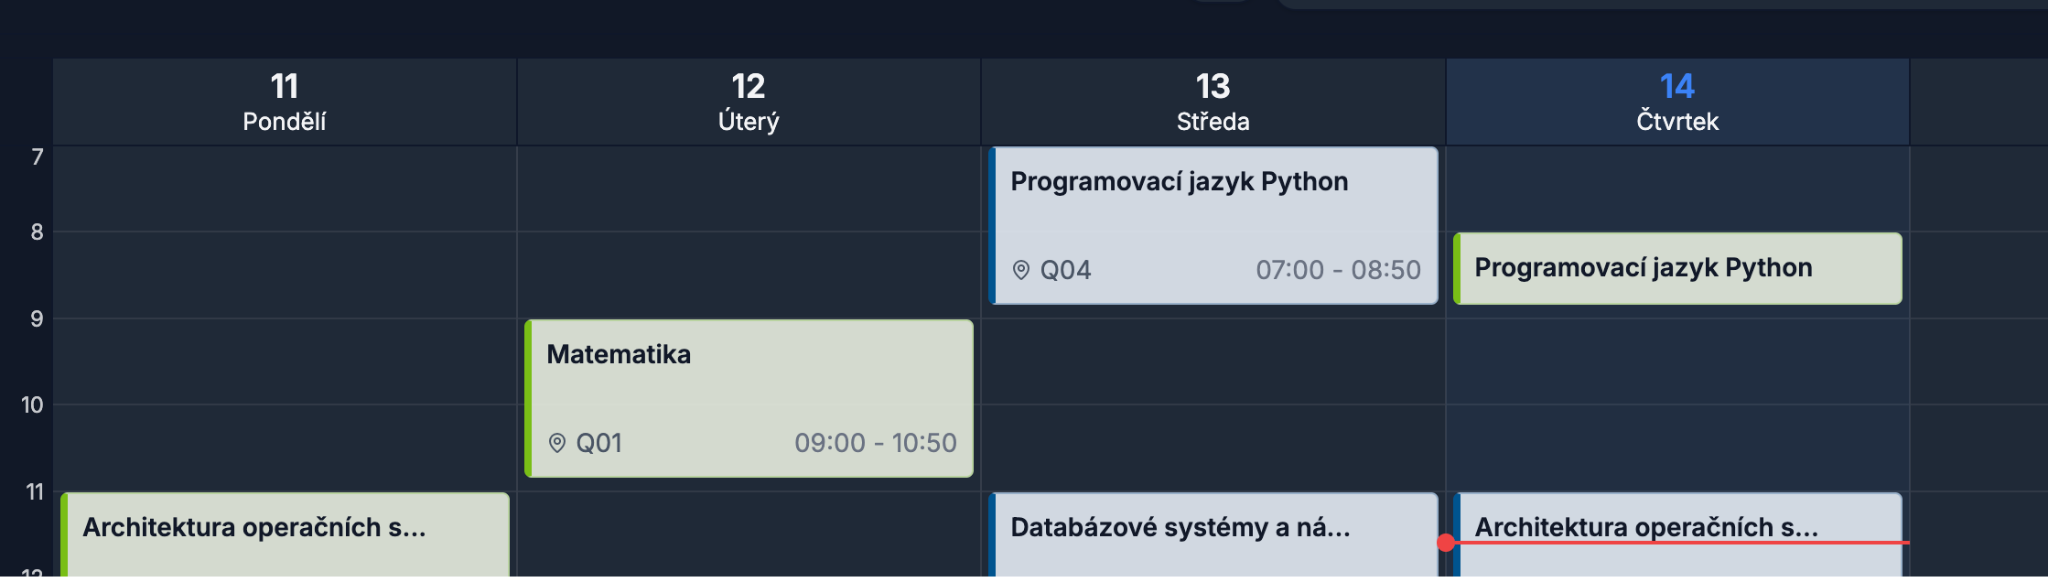 11
Pondělí
12
Úterý
13
Středa
14
Čtvrtek
7
8
9
10
11
Programovací jazyk Python
Q04 07:00 - 08:50
Programovací jazyk Python
Matematika
Q01 09:00 - 10:50
Architektura operačních s...
Databázové systémy a ná...
Architektura operačních s...